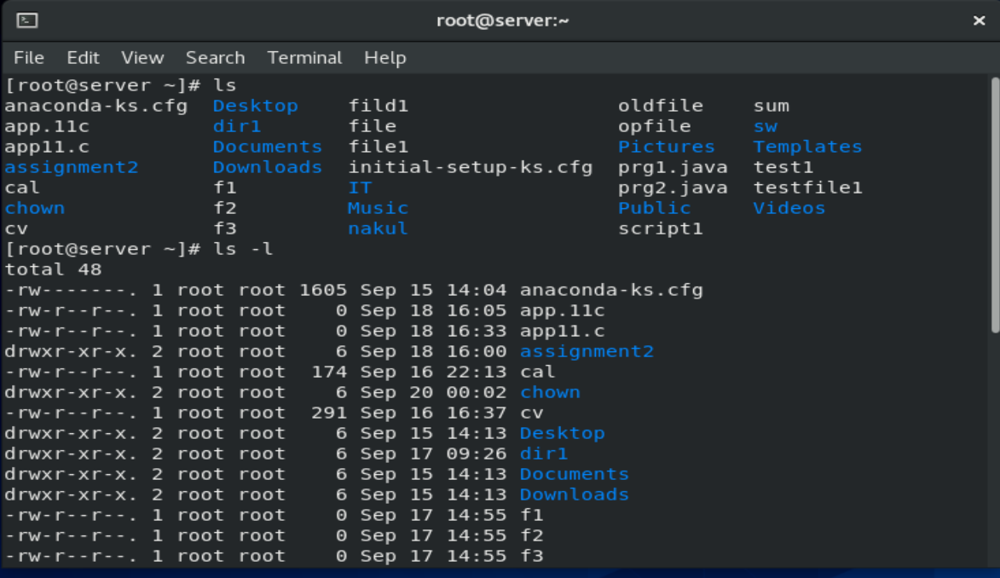 root@server:~
File Edit View Search Terminal Help
[root@server ~]# ls
anaconda-ks.cfg  Desktop    fild1                 oldfile     sum
app.11c          dir1       file                  opfile      sw
app11.c          Documents  file1                 Pictures    Templates
assignment2      Downloads  initial-setup-ks.cfg  prg1.java   test1
cal              f1         IT                    prg2.java   testfile1
chown            f2         Music                 Public      Videos
cv               f3         nakul                 script1
[root@server ~]# ls -l
total 48
-rw-------. 1 root root 1605 Sep 15 14:04 anaconda-ks.cfg
-rw-r--r--. 1 root root    0 Sep 18 16:05 app.11c
-rw-r--r--. 1 root root    0 Sep 18 16:33 app11.c
drwxr-xr-x. 2 root root    6 Sep 18 16:00 assignment2
-rw-r--r--. 1 root root  174 Sep 16 22:13 cal
drwxr-xr-x. 2 root root    6 Sep 20 00:02 chown
-rw-r--r--. 1 root root  291 Sep 16 16:37 cv
drwxr-xr-x. 2 root root    6 Sep 15 14:13 Desktop
drwxr-xr-x. 2 root root    6 Sep 17 09:26 dir1
drwxr-xr-x. 2 root root    6 Sep 15 14:13 Documents
drwxr-xr-x. 2 root root    6 Sep 15 14:13 Downloads
-rw-r--r--. 1 root root    0 Sep 17 14:55 f1
-rw-r--r--. 1 root root    0 Sep 17 14:55 f2
-rw-r--r--. 1 root root    0 Sep 17 14:55 f3